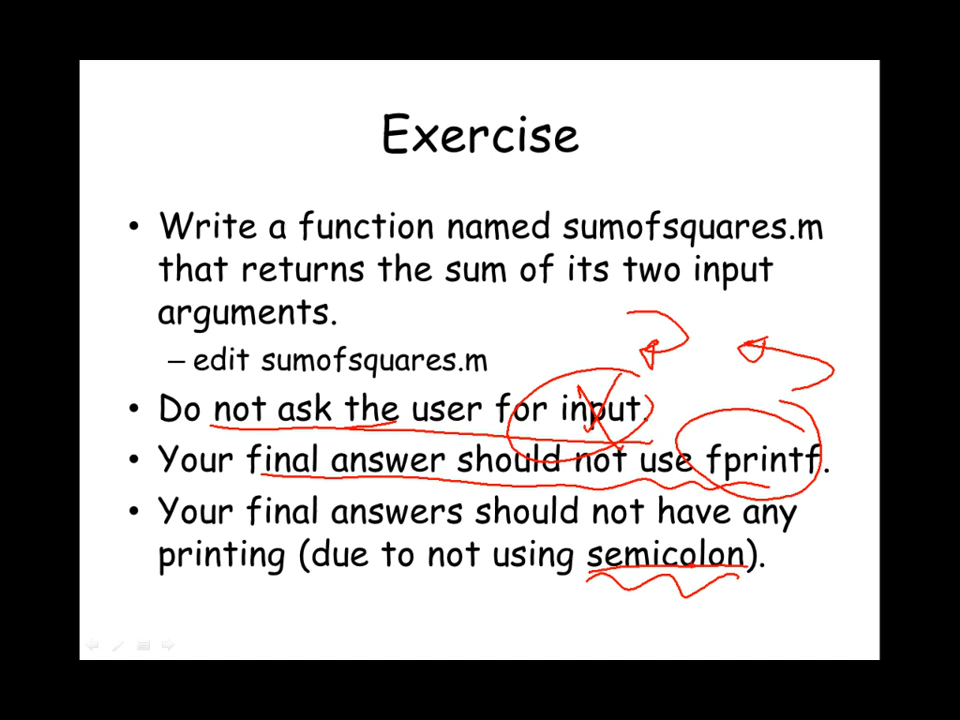 Exercise
• Write a function named sumofsquares.m
that returns the sum of its two input
arguments.
– edit sumofsquares.m
• Do not ask the user for input.
• Your final answer should not use fprintf.
• Your final answers should not have any
printing (due to not using semicolon).